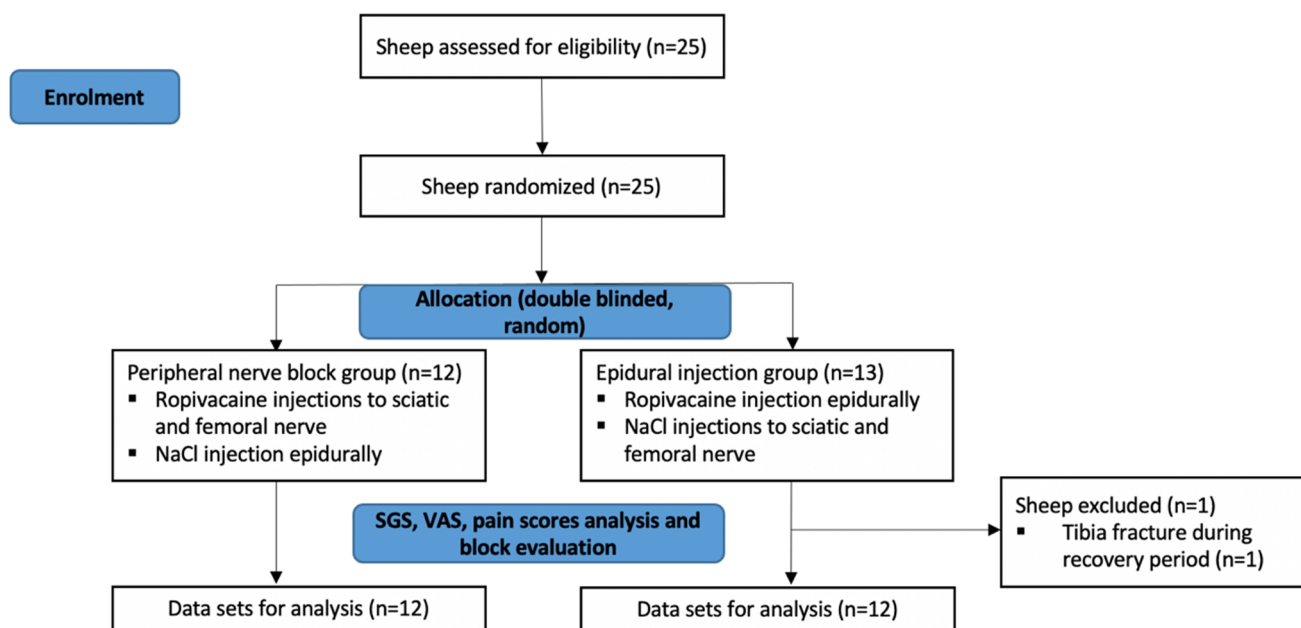 Sheep assessed for eligibility (n=25)
Enrolment
Sheep randomized (n=25)
Allocation (double blinded,
random)
Peripheral nerve block group (n=12)
▪ Ropivacaine injections to sciatic
and femoral nerve
▪ NaCl injection epidurally
Epidural injection group (n=13)
▪ Ropivacaine injection epidurally
▪ NaCl injections to sciatic and
femoral nerve
SGS, VAS, pain scores analysis and
block evaluation
Sheep excluded (n=1)
▪ Tibia fracture during
recovery period (n=1)
Data sets for analysis (n=12)
Data sets for analysis (n=12)